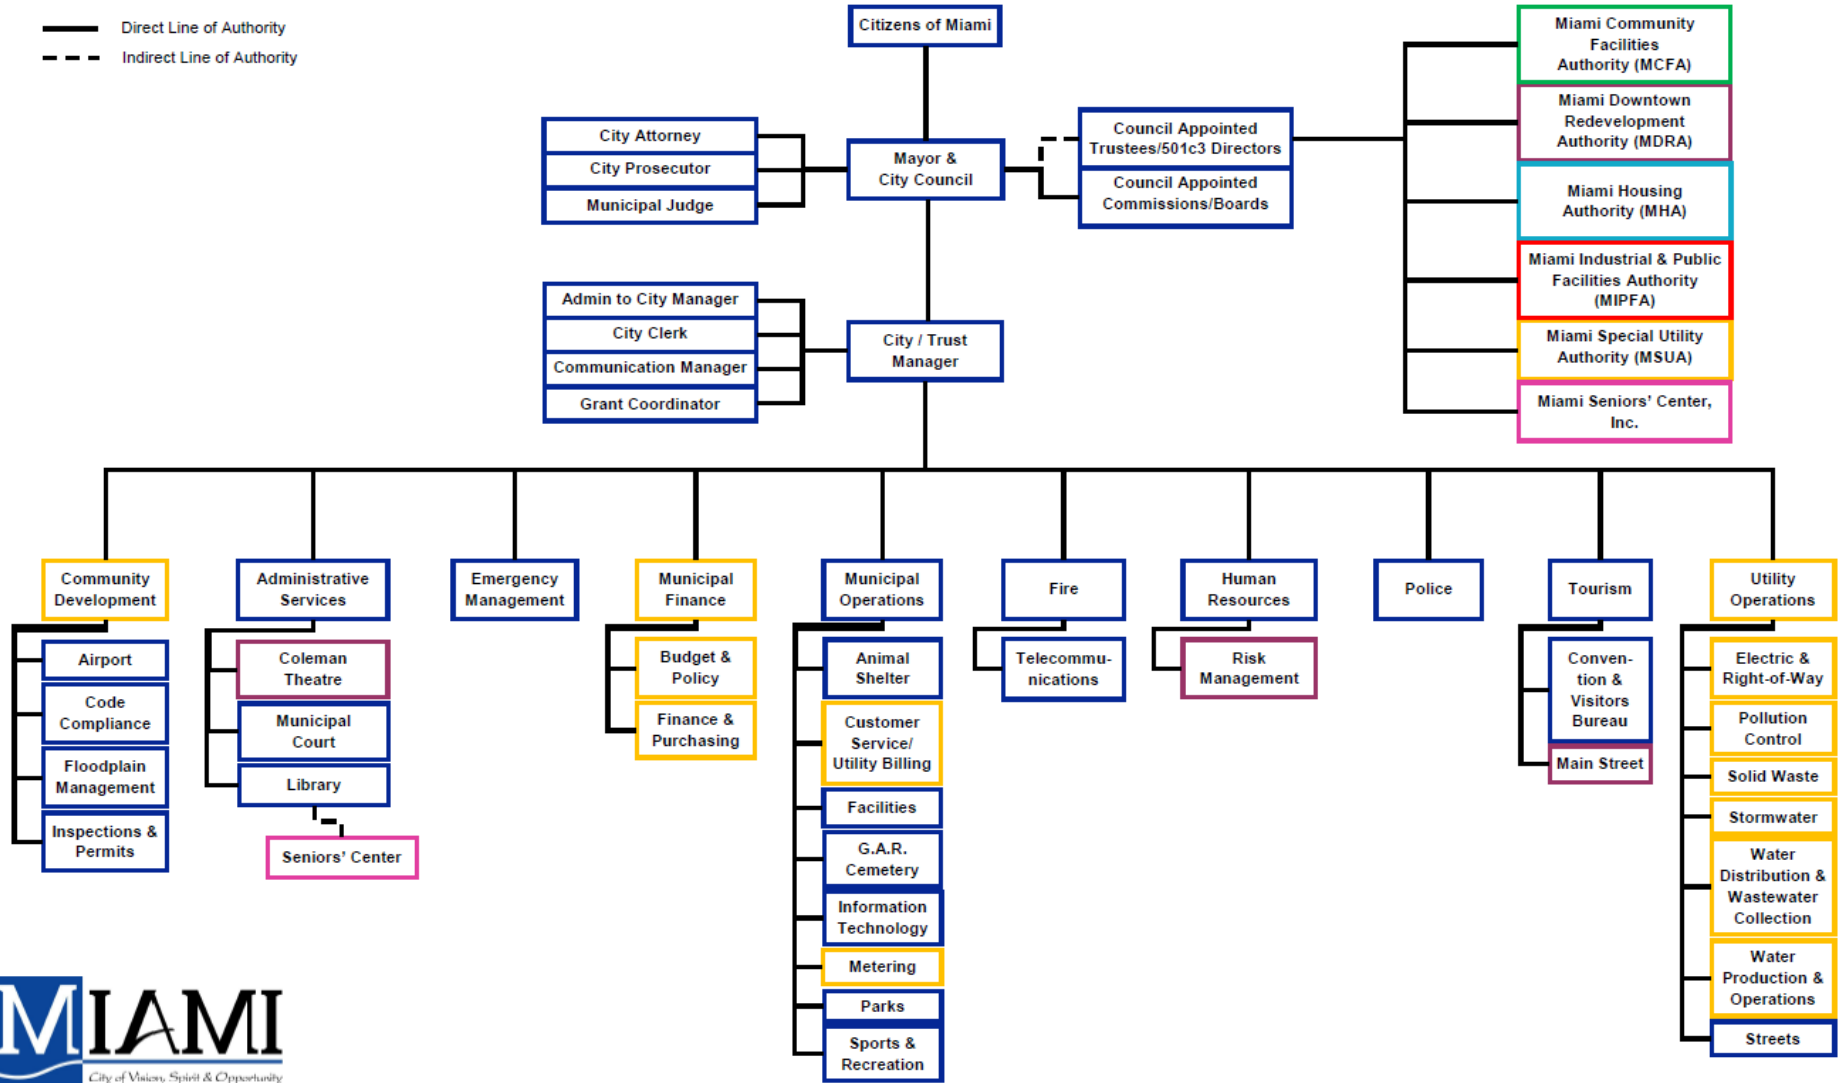 Direct Line of Authority
Indirect Line of Authority
Citizens of Miami
Miami Community
Facilities
Authority (MCFA)
Miami Downtown
Redevelopment
Authority (MDRA)
Miami Housing
Authority (MHA)
Miami Industrial & Public
Facilities Authority
(MIPFA)
Miami Special Utility
Authority (MSUA)
Miami Seniors' Center,
Inc.
City Attorney
City Prosecutor
Municipal Judge
Mayor &
City Council
Council Appointed
Trustees/501c3 Directors
Council Appointed
Commissions/Boards
Admin to City Manager
City Clerk
Communication Manager
Grant Coordinator
City / Trust
Manager
Community
Development
Airport
Code
Compliance
Floodplain
Management
Inspections &
Permits
Administrative
Services
Coleman
Theatre
Municipal
Court
Library
Seniors' Center
Emergency
Management
Municipal
Finance
Budget &
Policy
Finance &
Purchasing
Municipal
Operations
Animal
Shelter
Customer
Service/
Utility Billing
Facilities
G.A.R.
Cemetery
Information
Technology
Metering
Parks
Sports &
Recreation
Fire
Telecommu-
nications
Human
Resources
Risk
Management
Police
Tourism
Conven-
tion &
Visitors
Bureau
Main Street
Utility
Operations
Electric &
Right-of-Way
Pollution
Control
Solid Waste
Stormwater
Water
Distribution &
Wastewater
Collection
Water
Production &
Operations
Streets
MIAMI
City of Vision, Spirit & Opportunity